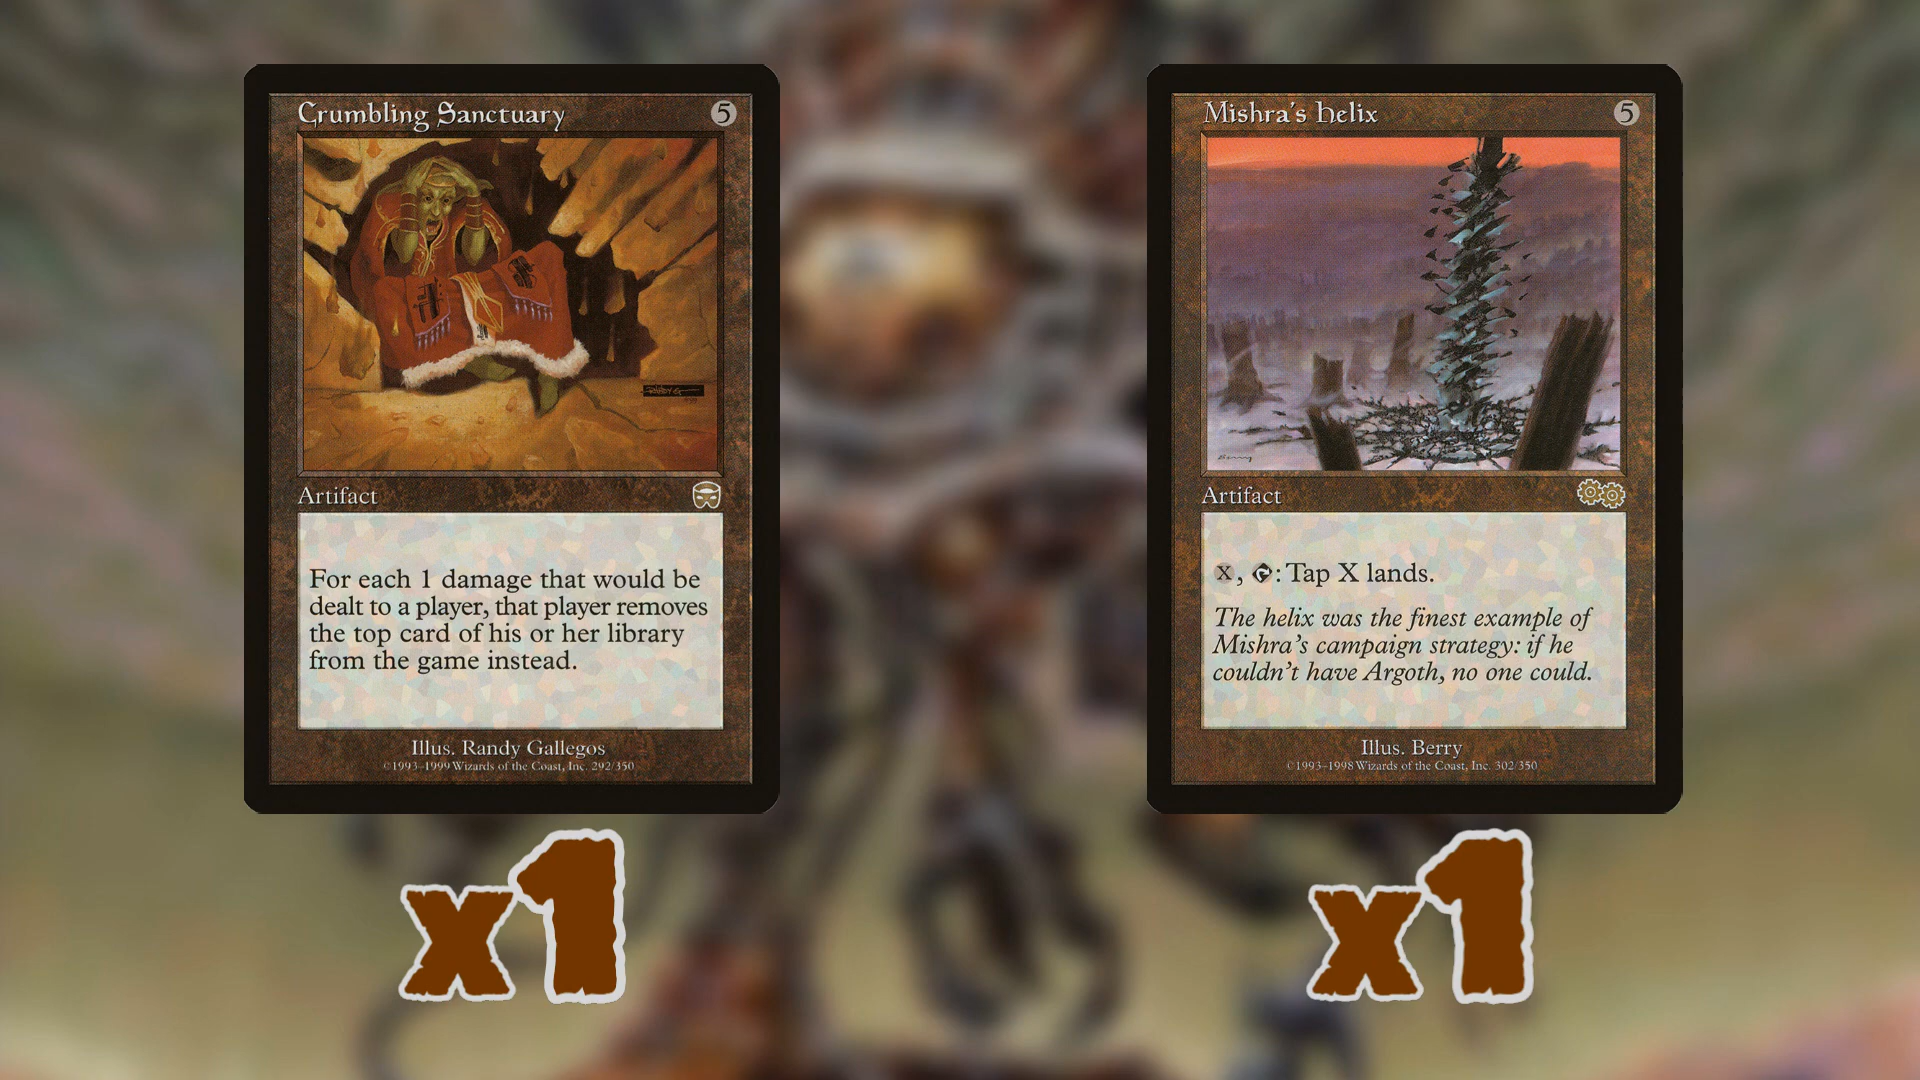 Crumbling Sanctuary 5
RANDY G
Artifact
For each 1 damage that would be
dealt to a player, that player removes
the top card of his or her library
from the game instead.
Illus. Randy Gallegos
©1993–1999 Wizards of the Coast, Inc. 292/350
x1
Mishra's Helix 5
Berry
Artifact
X, : Tap X lands.
The helix was the finest example of
Mishra's campaign strategy: if he
couldn't have Argoth, no one could.
Illus. Berry
©1993–1998 Wizards of the Coast, Inc. 302/350
x1